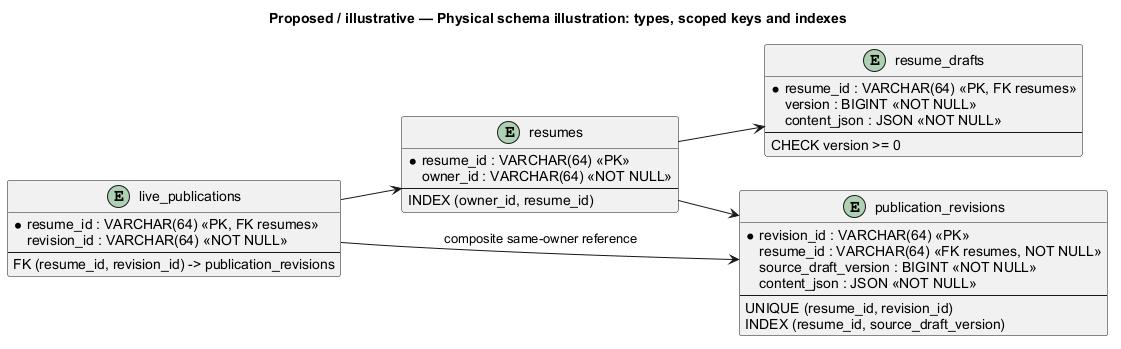 Proposed / illustrative — Physical schema illustration: types, scoped keys and indexes
E resume_drafts
* resume_id : VARCHAR(64) «PK, FK resumes»
version : BIGINT «NOT NULL»
content_json : JSON «NOT NULL»
CHECK version >= 0
E resumes
* resume_id : VARCHAR(64) «PK»
owner_id : VARCHAR(64) «NOT NULL»
INDEX (owner_id, resume_id)
E live_publications
* resume_id : VARCHAR(64) «PK, FK resumes»
revision_id : VARCHAR(64) «NOT NULL»
FK (resume_id, revision_id) -> publication_revisions
composite same-owner reference
E publication_revisions
* revision_id : VARCHAR(64) «PK»
resume_id : VARCHAR(64) «FK resumes, NOT NULL»
source_draft_version : BIGINT «NOT NULL»
content_json : JSON «NOT NULL»
UNIQUE (resume_id, revision_id)
INDEX (resume_id, source_draft_version)